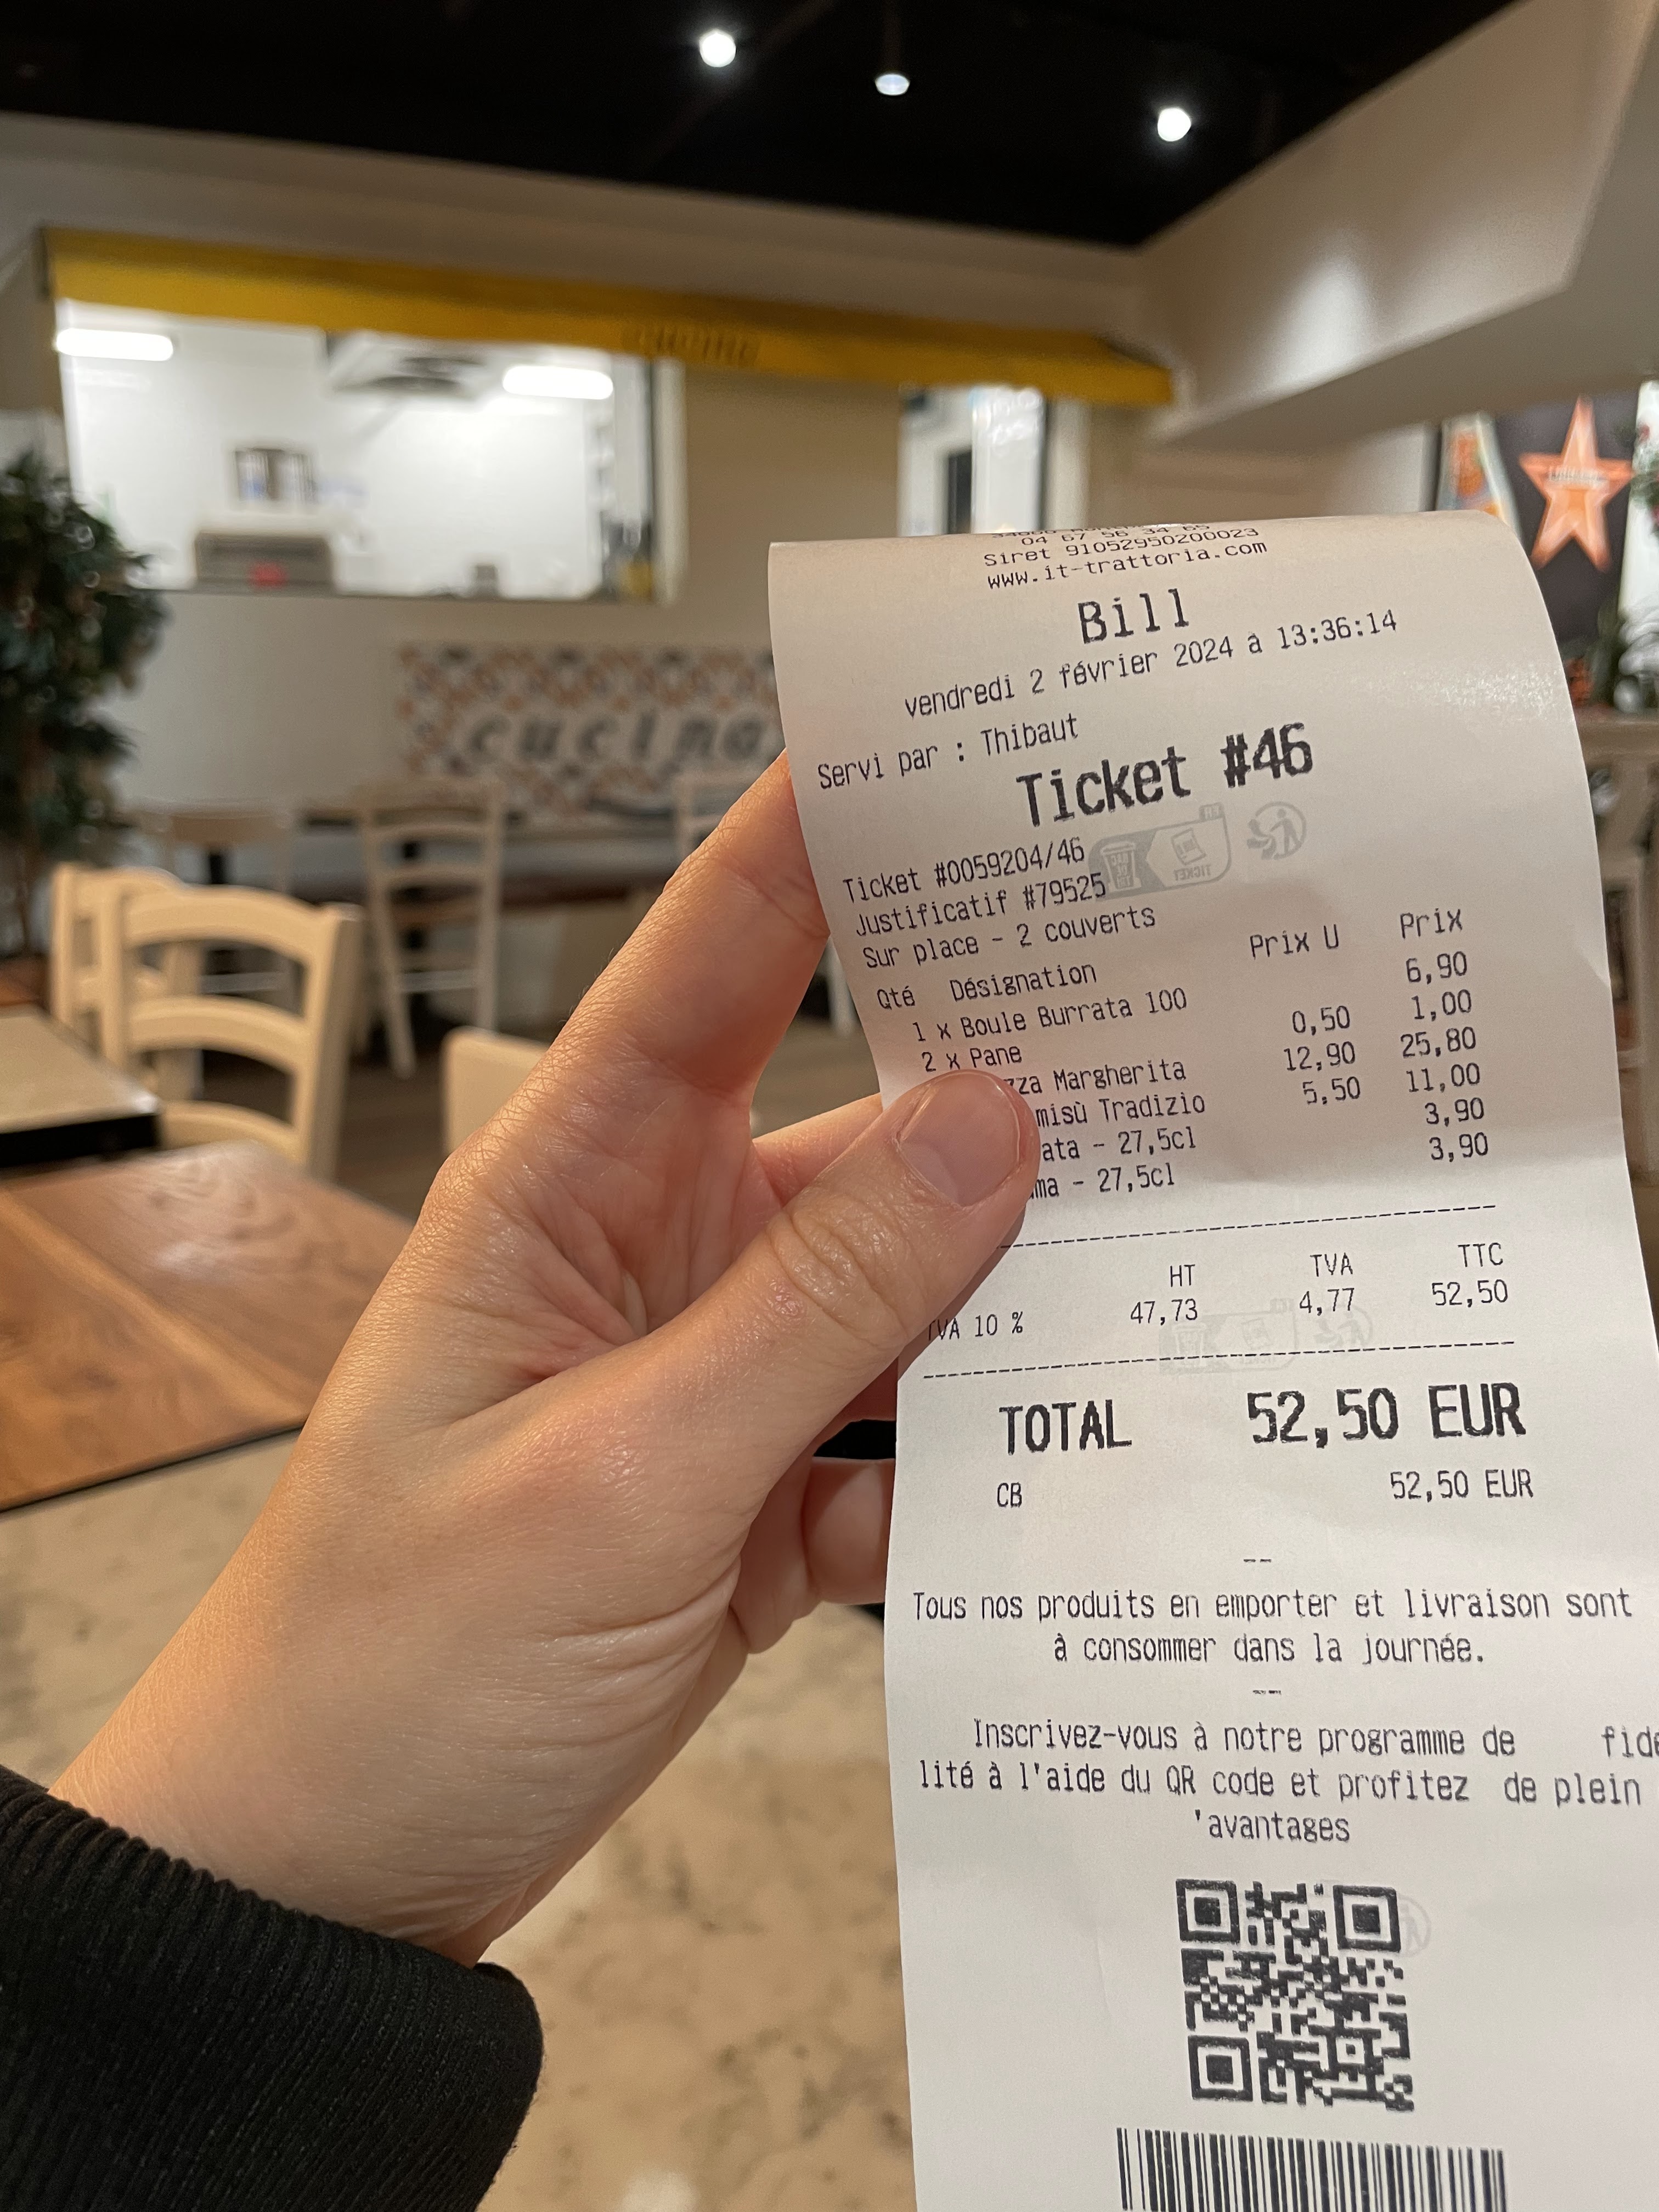 cucina
04 67 56 34 65
Siret 91052950200023
www.it-trattoria.com
Bill
vendredi 2 février 2024 à 13:36:14
Servi par : Thibaut
Ticket #46
Ticket #0059204/46
Justificatif #79525
Sur place - 2 couverts
Qté Désignation Prix U Prix
1 x Boule Burrata 100 6,90
2 x Pane 0,50 1,00
zza Margherita 12,90 25,80
misù Tradizio 5,50 11,00
ata - 27,5cl 3,90
ma - 27,5cl 3,90
HT TVA TTC
TVA 10 % 47,73 4,77 52,50
TOTAL 52,50 EUR
CB 52,50 EUR
--
Tous nos produits en emporter et livraison sont
à consommer dans la journée.
--
Inscrivez-vous à notre programme de fidé
lité à l'aide du QR code et profitez de plein
'avantages